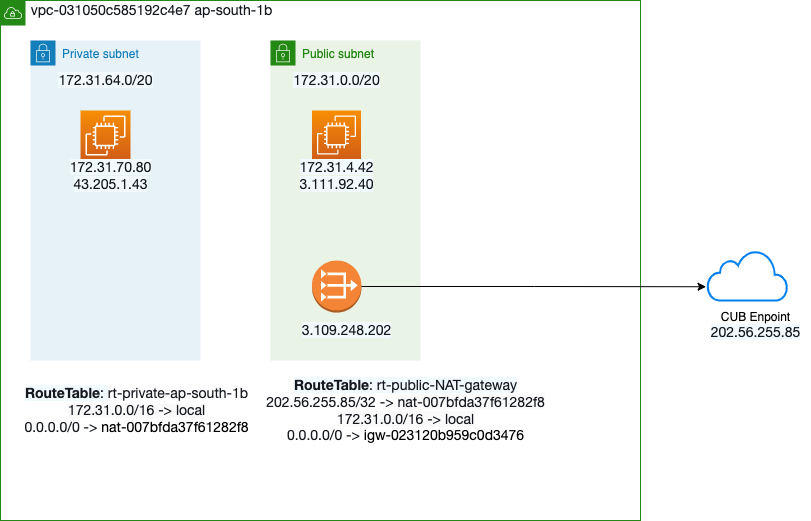 vpc-031050c585192c4e7 ap-south-1b
Private subnet
172.31.64.0/20
172.31.70.80
43.205.1.43
Public subnet
172.31.0.0/20
172.31.4.42
3.111.92.40
3.109.248.202
CUB Enpoint
202.56.255.85
RouteTable: rt-private-ap-south-1b
172.31.0.0/16 -> local
0.0.0.0/0 -> nat-007bfda37f61282f8
RouteTable: rt-public-NAT-gateway
202.56.255.85/32 -> nat-007bfda37f61282f8
172.31.0.0/16 -> local
0.0.0.0/0 -> igw-023120b959c0d3476